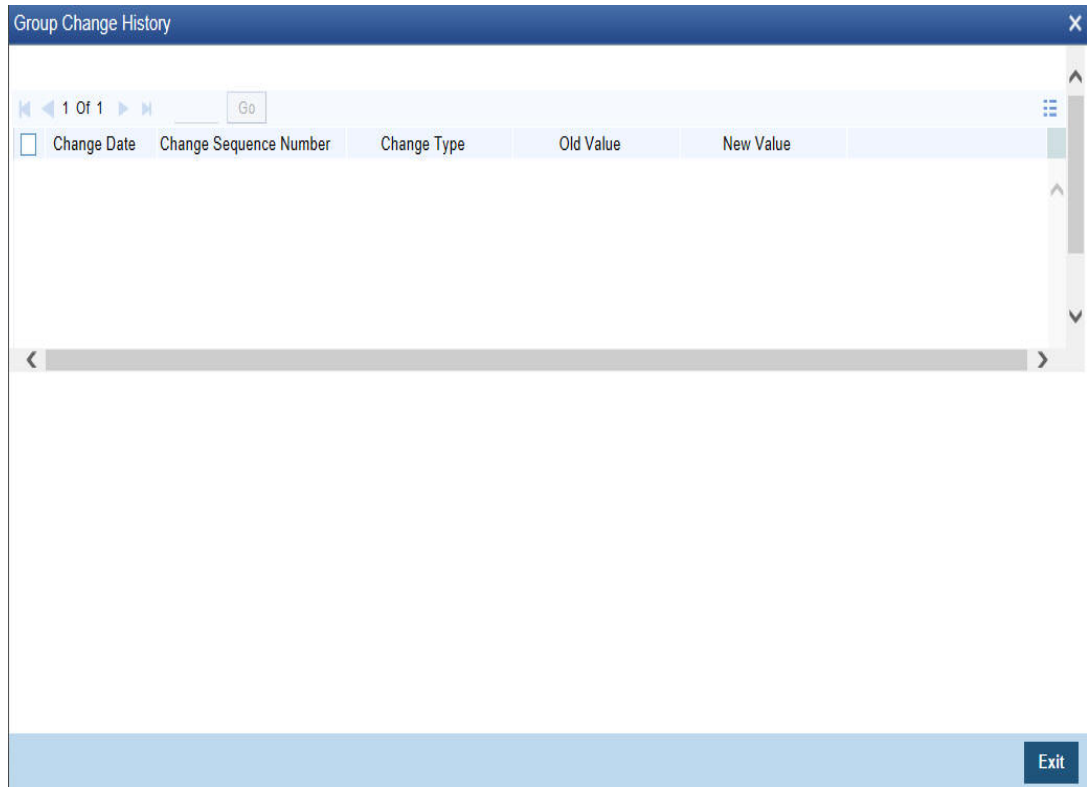 Group Change History
1 Of 1 Go
Change Date Change Sequence Number Change Type Old Value New Value
Exit